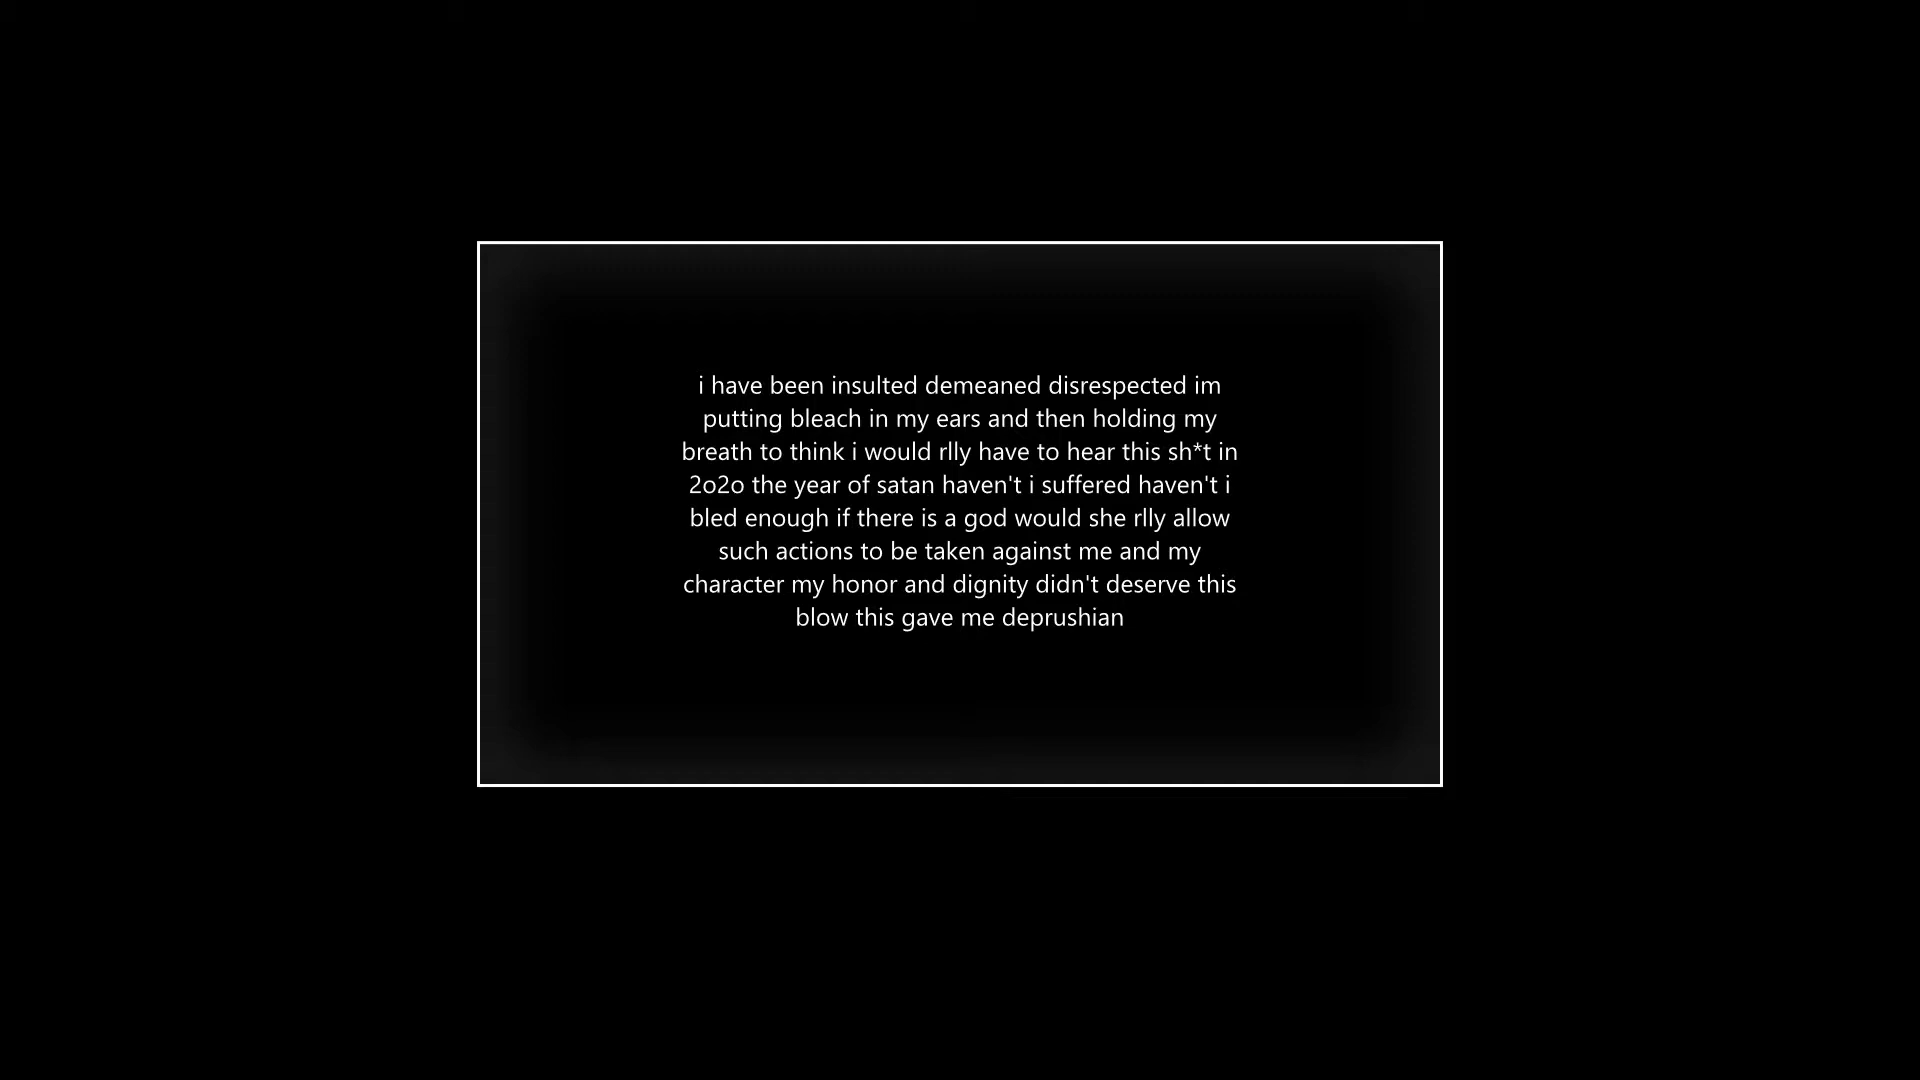 i have been insulted demeaned disrespected im
putting bleach in my ears and then holding my
breath to think i would rlly have to hear this sh*t in
2o2o the year of satan haven't i suffered haven't i
bled enough if there is a god would she rlly allow
such actions to be taken against me and my
character my honor and dignity didn't deserve this
blow this gave me deprushian